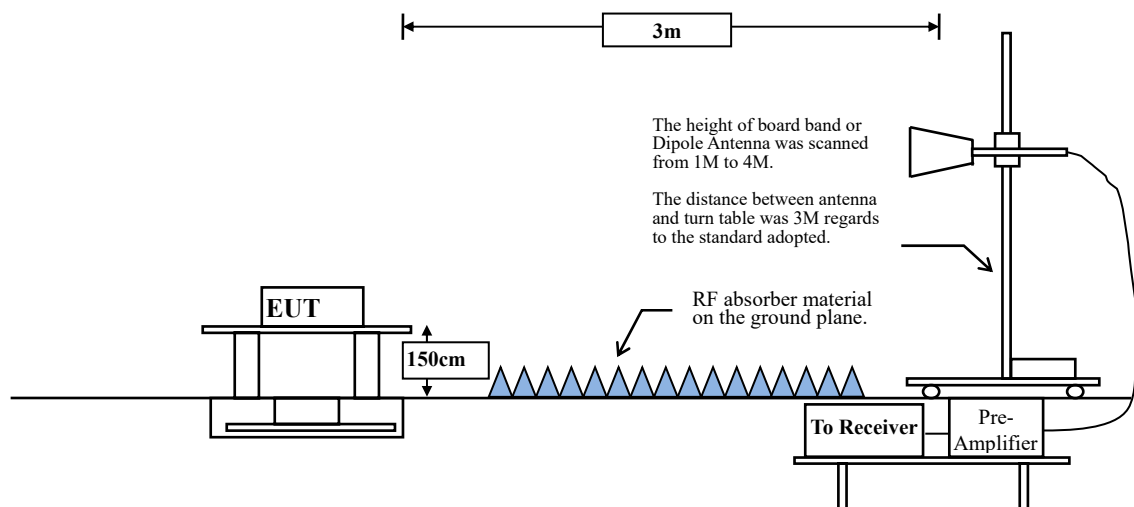 3m
The height of board band or
Dipole Antenna was scanned
from 1M to 4M.
The distance between antenna
and turn table was 3M regards
to the standard adopted.
EUT
RF absorber material
on the ground plane.
150cm
To Receiver
Pre-
Amplifier